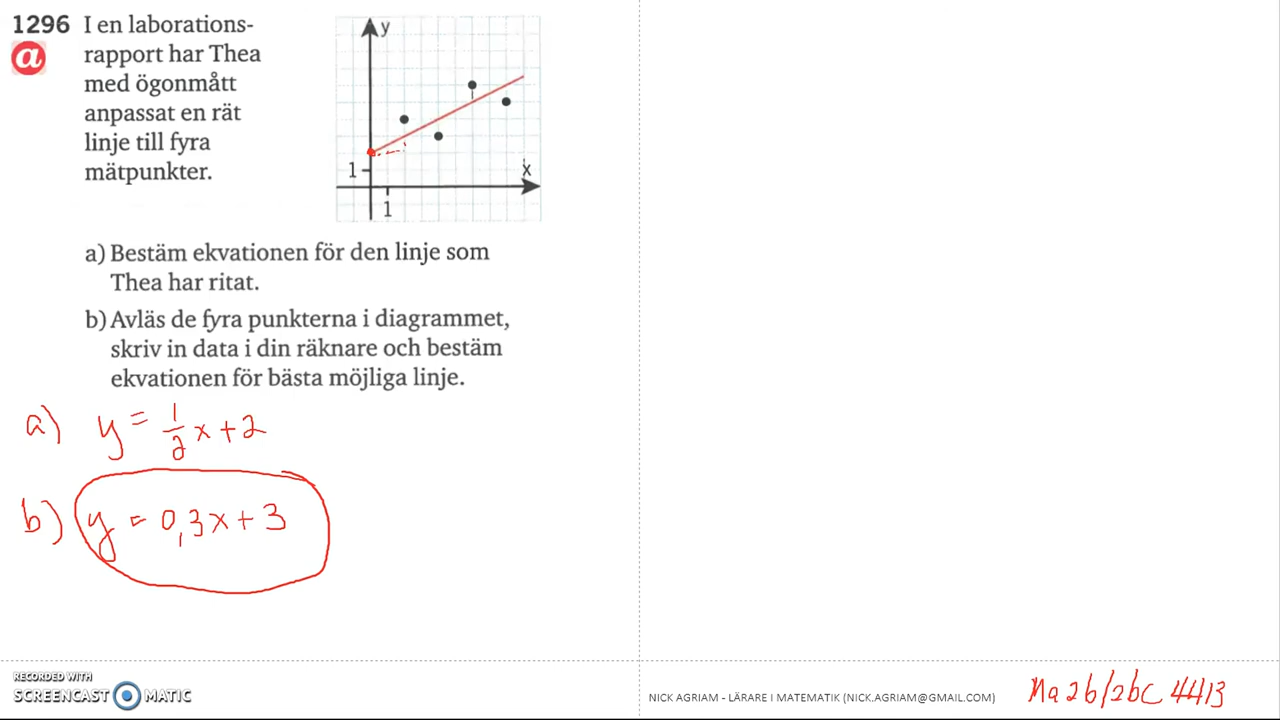 1296 I en laborations-
a rapport har Thea
med ögonmått
anpassat en rät
linje till fyra
mätpunkter.
y
1
x
1
a) Bestäm ekvationen för den linje som
Thea har ritat.
b) Avläs de fyra punkterna i diagrammet,
skriv in data i din räknare och bestäm
ekvationen för bästa möjliga linje.
a) y = 1/2 x + 2
b) y = 0,3x + 3
RECORDED WITH
SCREENCAST MATIC
NICK AGRIAM - LÄRARE I MATEMATIK (NICK.AGRIAM@GMAIL.COM)
Ma2b/2bc 4413